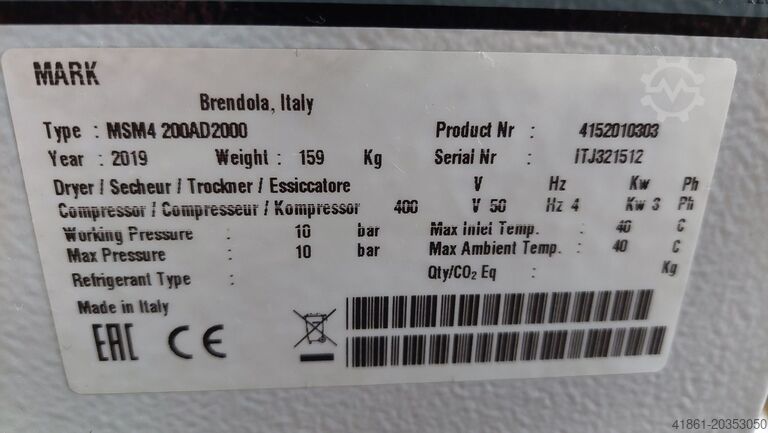 MARK
Brendola, Italy
Type : MSM4 200AD2000 Product Nr : 4152010303
Year : 2019 Weight : 159 Kg Serial Nr : ITJ321512
Dryer / Secheur / Trockner / Essiccatore V Hz Kw Ph
Compressor / Compresseur / Kompressor 400 V 50 Hz 4 Kw 3 Ph
Working Pressure : 10 bar Max Inlet Temp. : 40 C
Max Pressure : 10 bar Max Ambient Temp. : 40 C
Refrigerant Type : Qty/CO₂ Eq : Kg
Made in Italy
EAC CE
41861-20353050